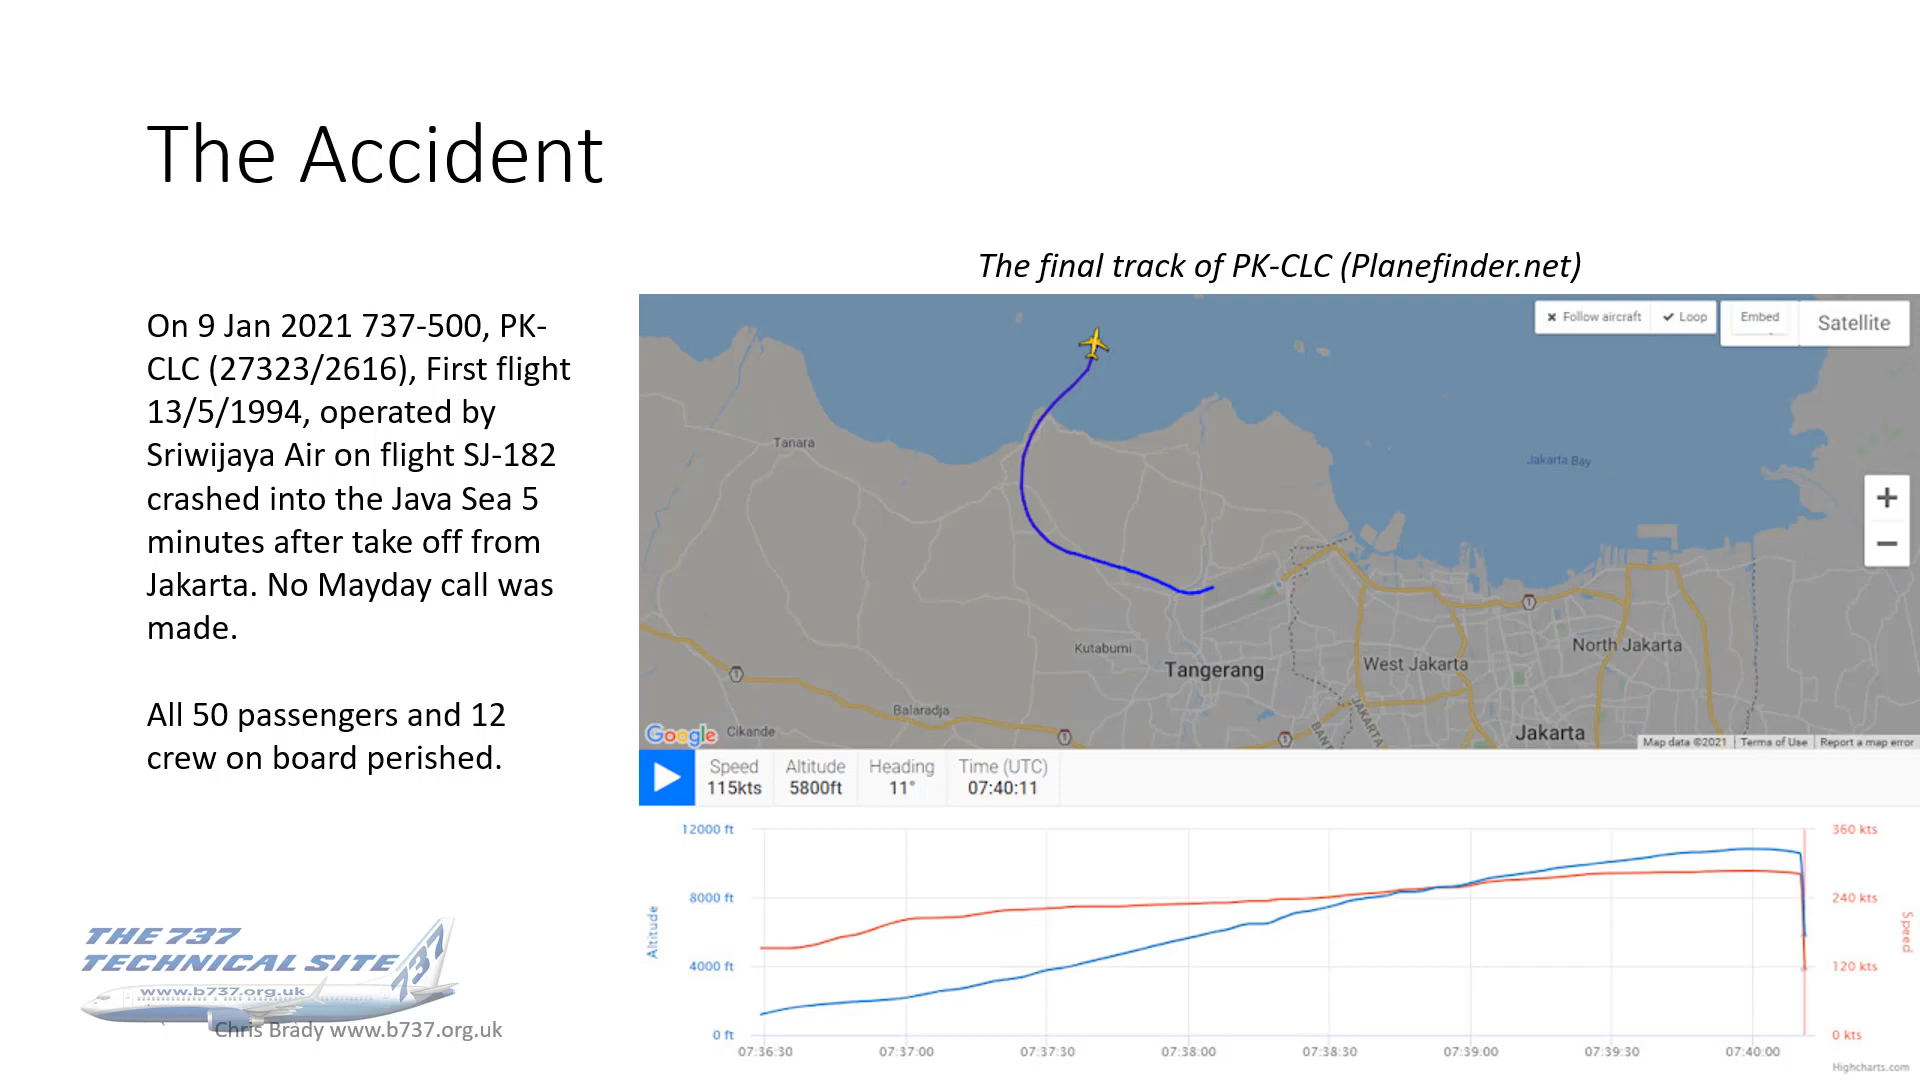 The Accident
The final track of PK-CLC (Planefinder.net)
On 9 Jan 2021 737-500, PK-
CLC (27323/2616), First flight
13/5/1994, operated by
Sriwijaya Air on flight SJ-182
crashed into the Java Sea 5
minutes after take off from
Jakarta. No Mayday call was
made.
All 50 passengers and 12
crew on board perished.
Follow aircraft
Loop
Embed
Satellite
Tanara
Jakarta Bay
+
−
1
North Jakarta
Kutabumi
West Jakarta
Tangerang
1
Balaradja
JAKARTA
BANT
Google
Cikande
1
1
Jakarta
Map data ©2021
Terms of Use
Report a map error
Speed
Altitude
Heading
Time (UTC)
115kts
5800ft
11°
07:40:11
12000 ft
8000 ft
4000 ft
0 ft
Altitude
360 kts
240 kts
120 kts
0 kts
Speed
07:36:30
07:37:00
07:37:30
07:38:00
07:38:30
07:39:00
07:39:30
07:40:00
Highcharts.com
THE 737
TECHNICAL SITE
737
www.b737.org.uk
Chris Brady www.b737.org.uk